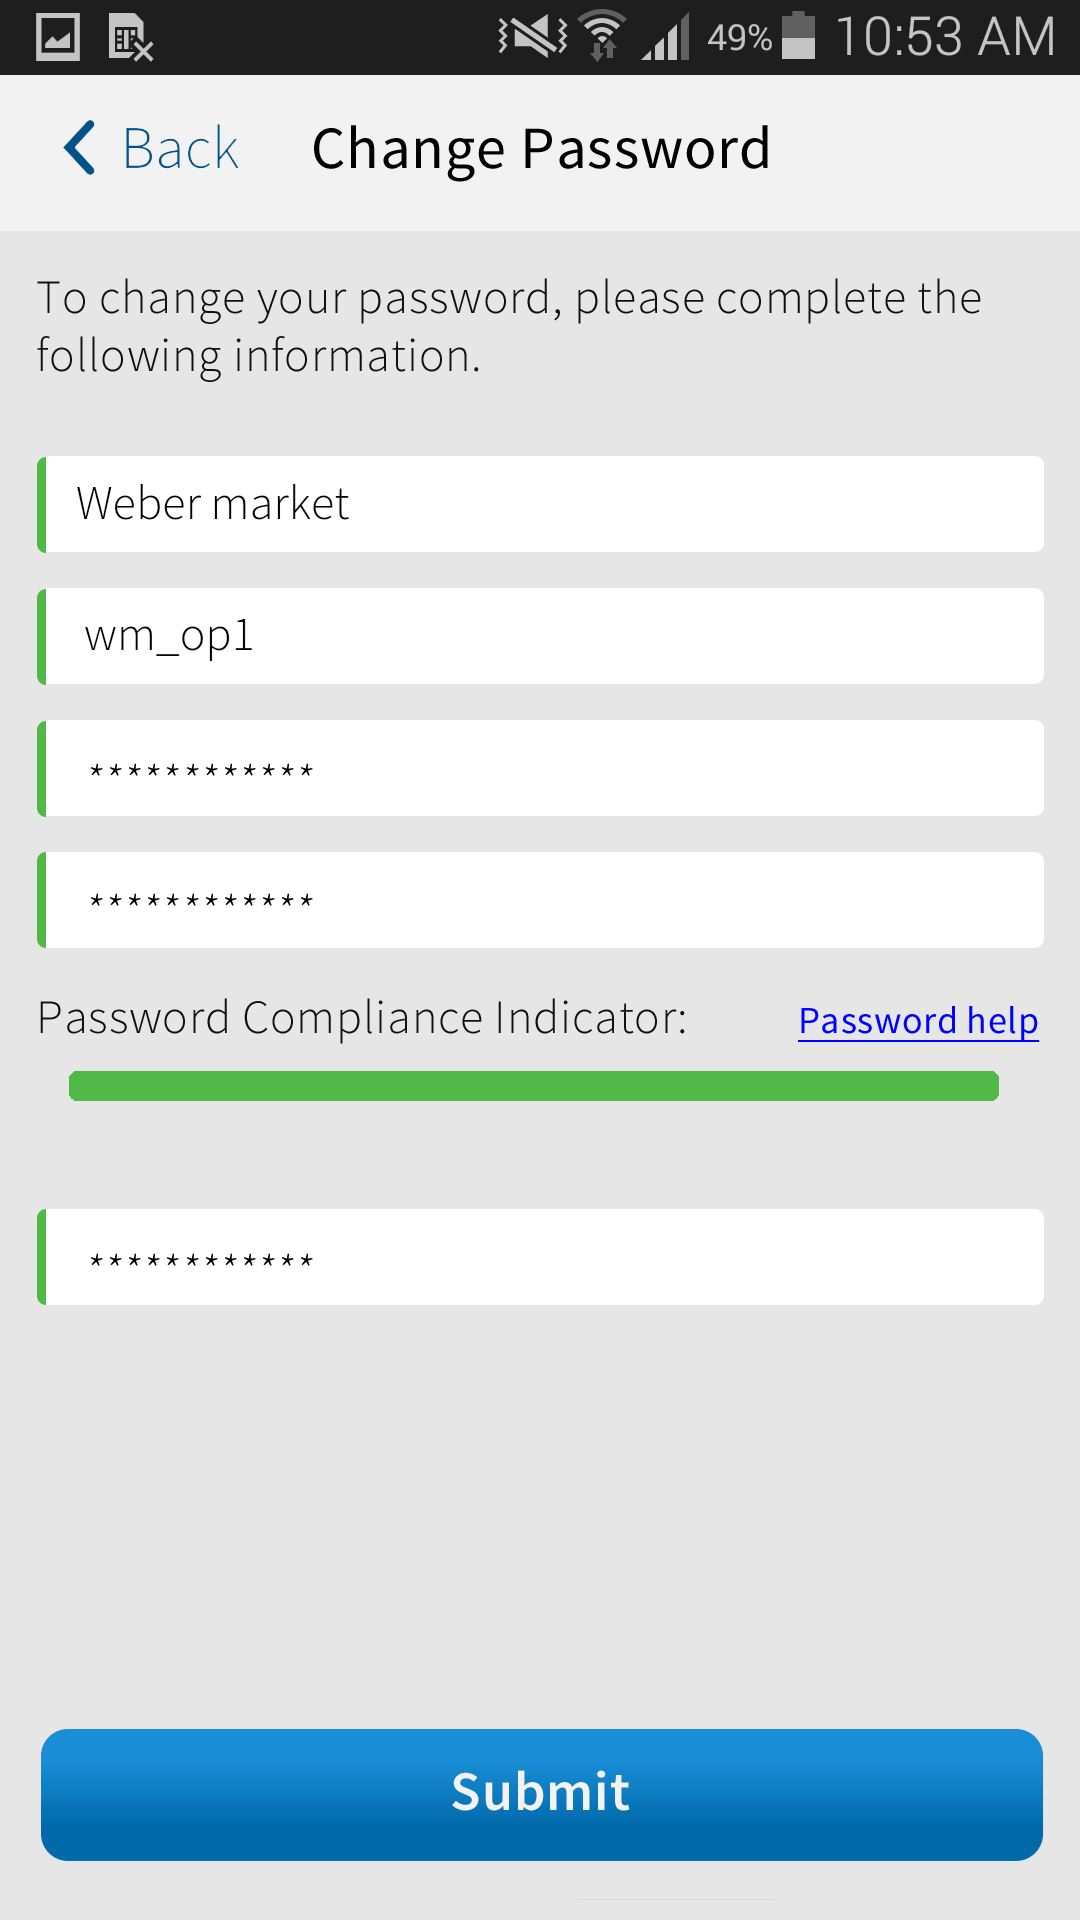 49% 10:53 AM
Back Change Password
To change your password, please complete the
following information.
Weber market
wm_op1
************
************
Password Compliance Indicator: Password help
************
Submit